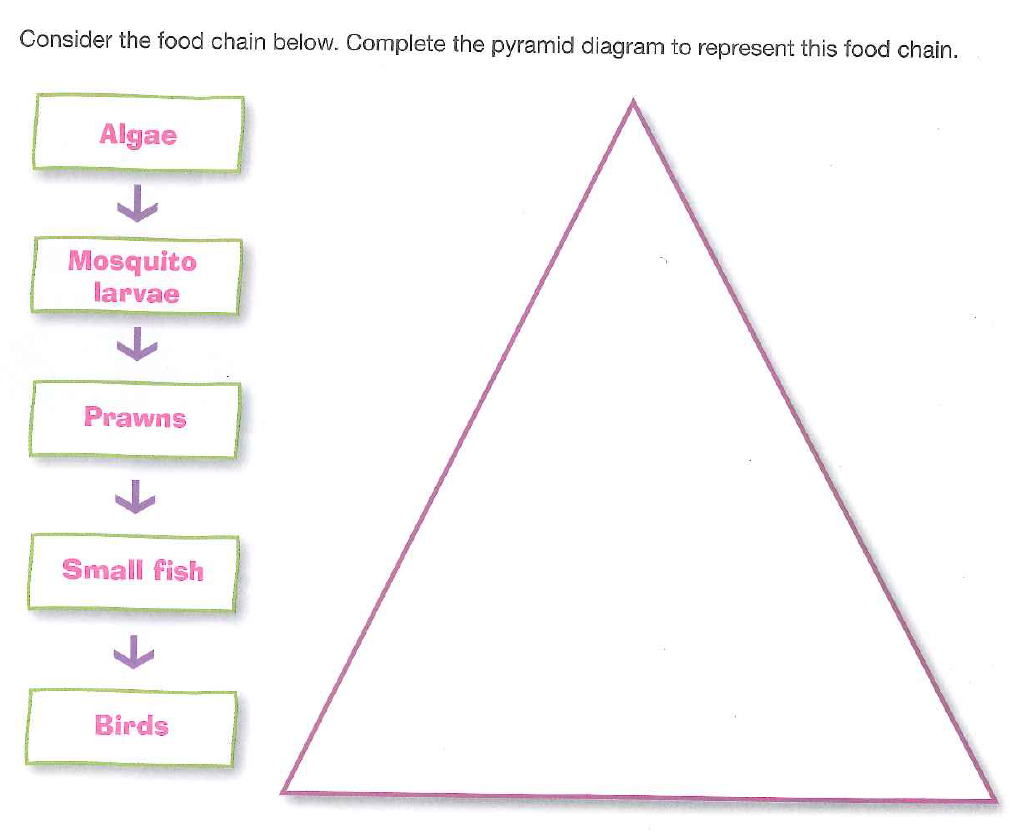 Consider the food chain below. Complete the pyramid diagram to represent this food chain.
Algae
Mosquito
larvae
Prawns
Small fish
Birds